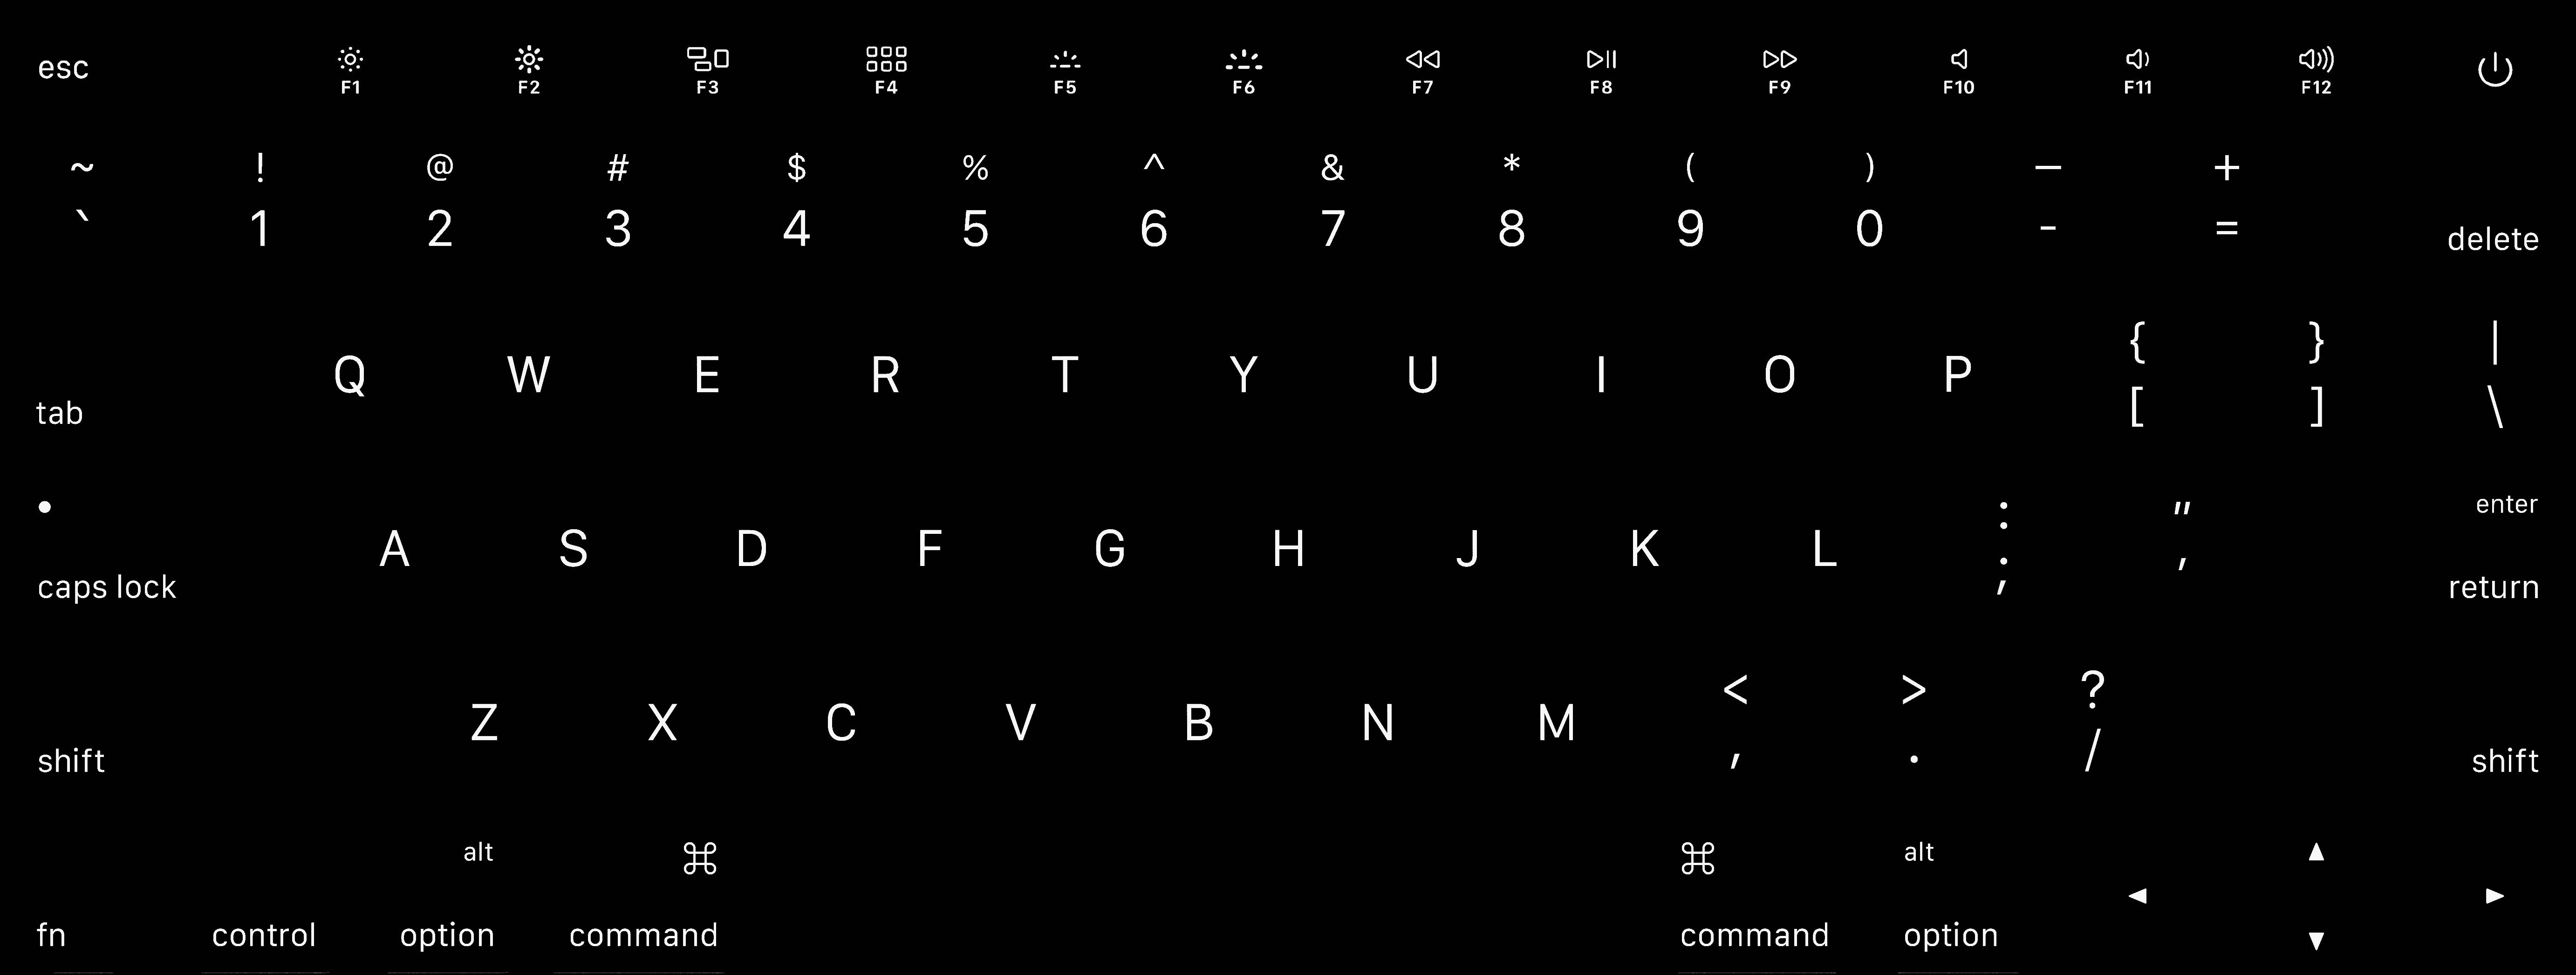 esc F1 F2 F3 F4 F5 F6 F7 F8 F9 F10 F11 F12
~ ! @ # $ % ^ & * ( ) — +
` 1 2 3 4 5 6 7 8 9 0 - =
delete
{ } |
Q W E R T Y U I O P
tab [ ] \
• : " enter
A S D F G H J K L
; '
caps lock return
< > ?
Z X C V B N M
, . /
shift shift
alt ⌘ ⌘ alt ▲
◀ ▶
fn control option command command option ▼